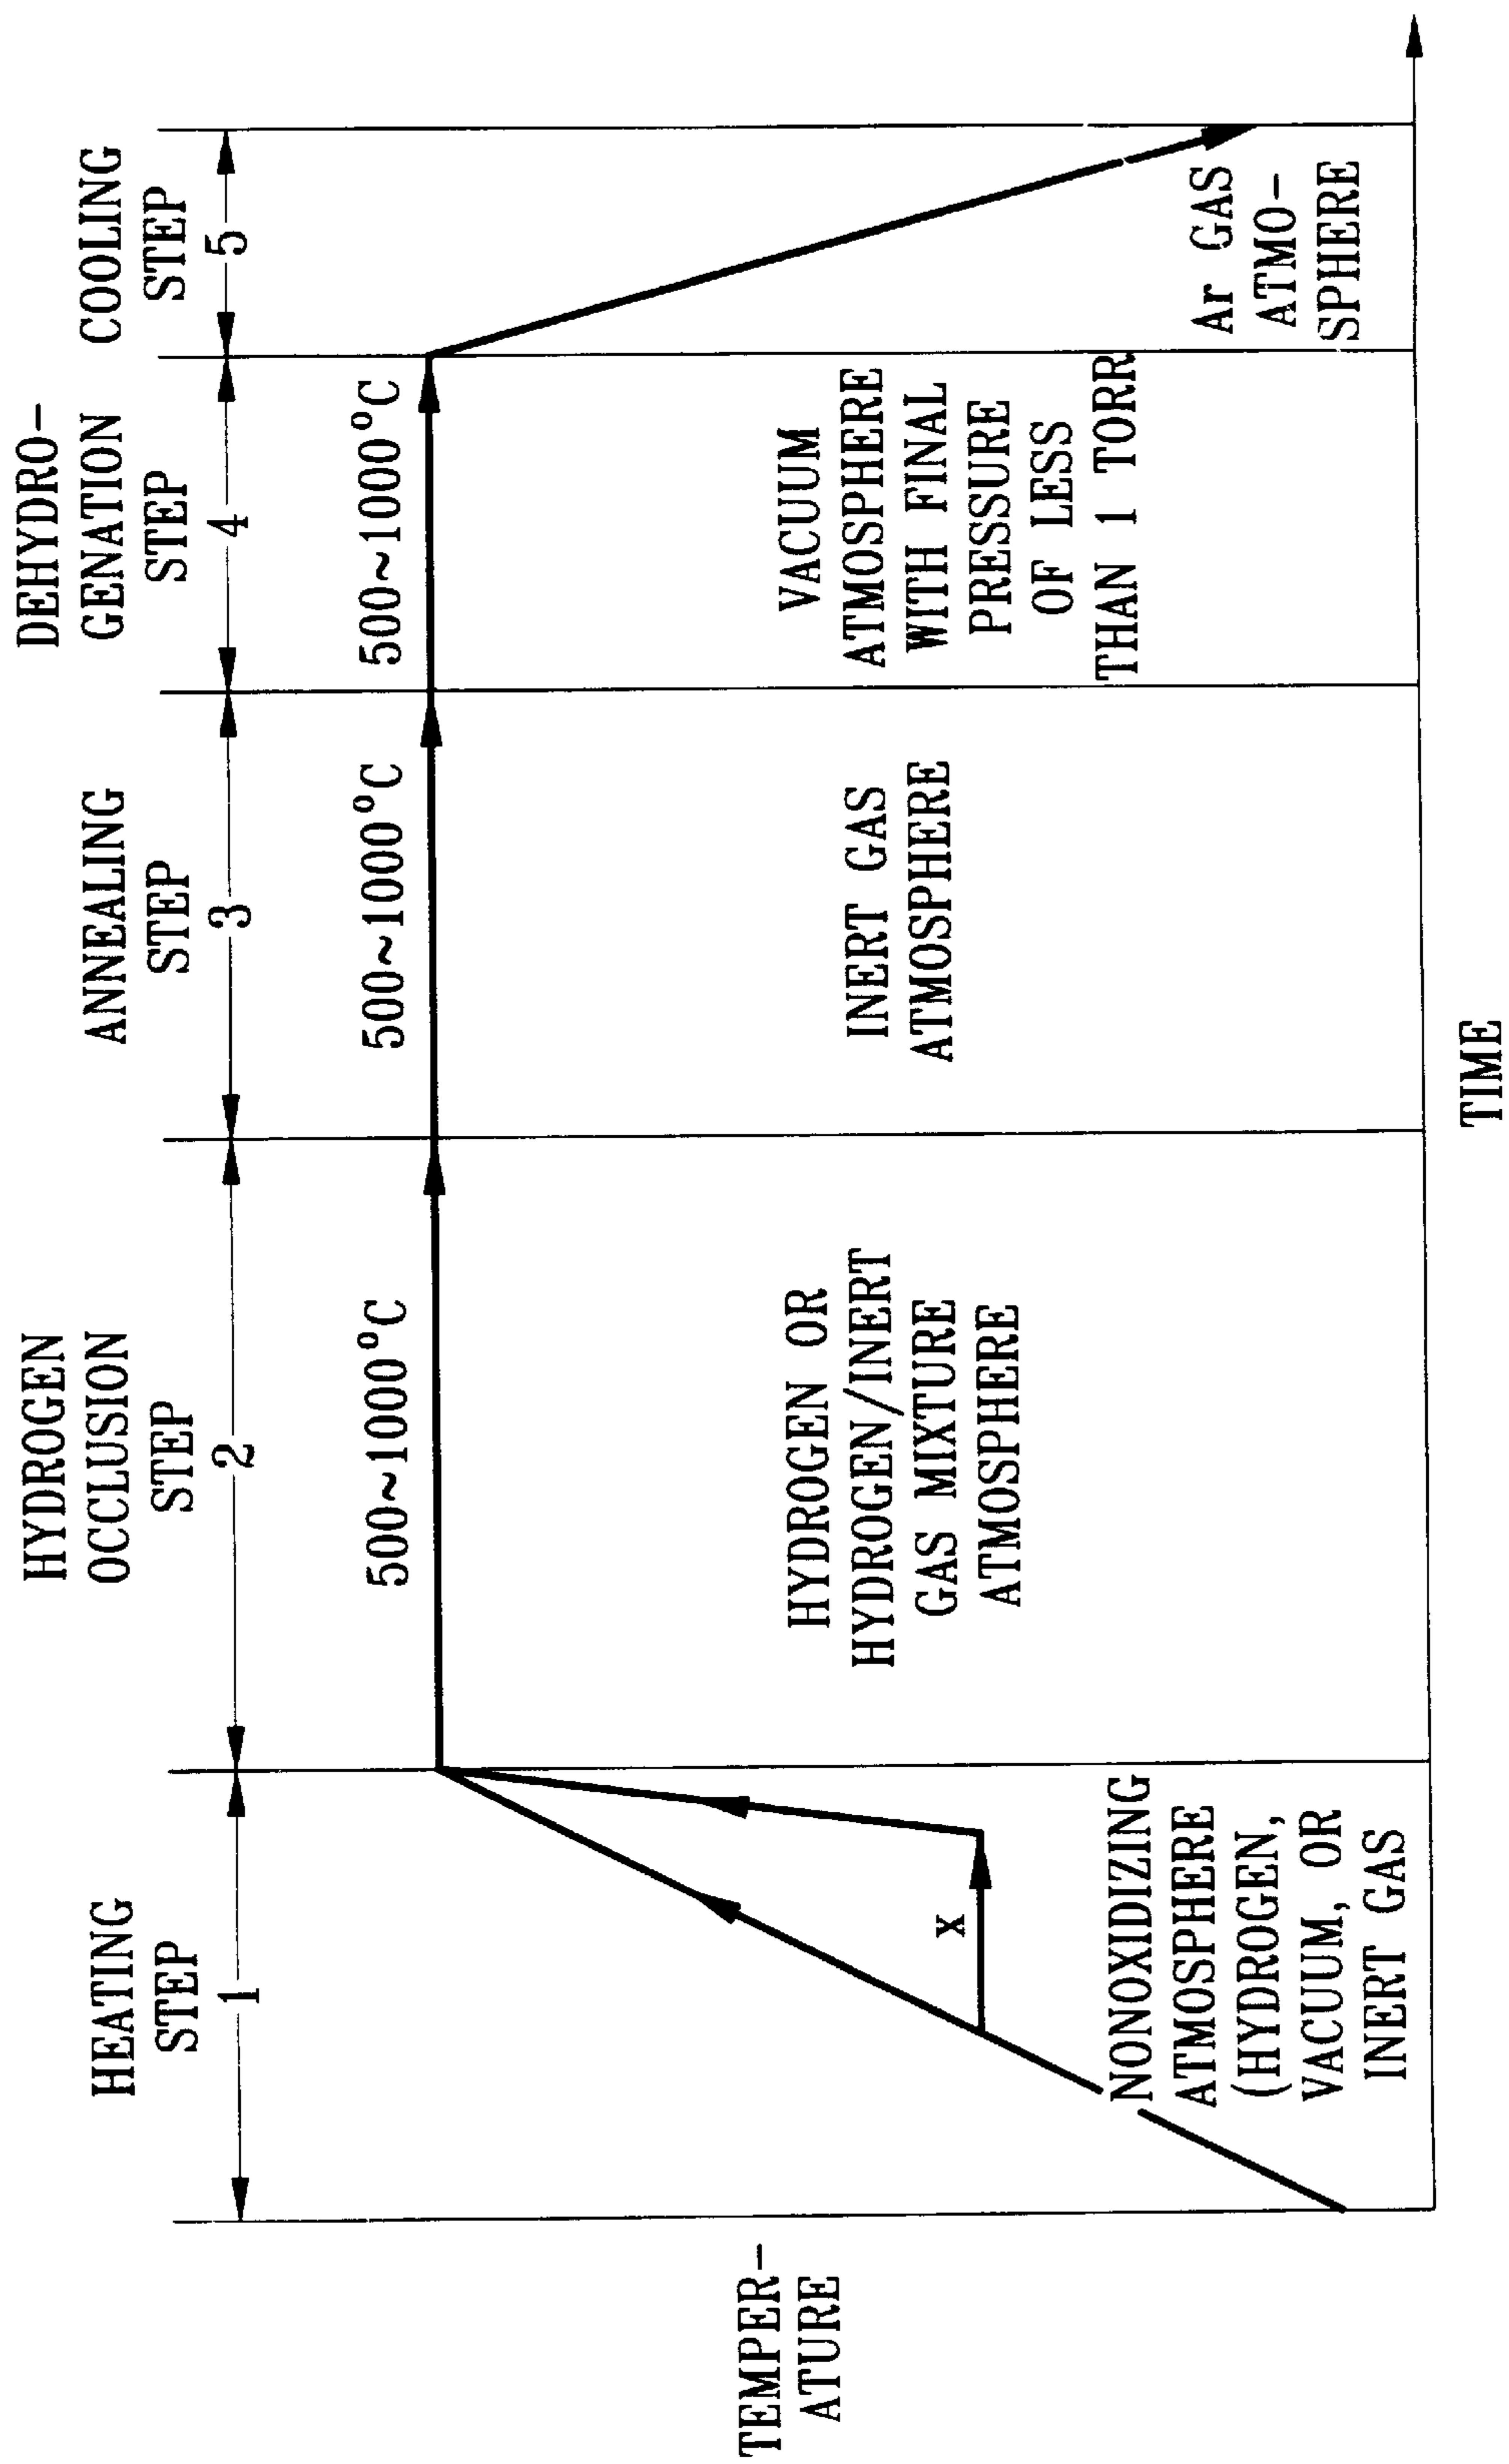 HEATING
STEP
1
HYDROGEN
OCCLUSION
STEP
2
ANNEALING
STEP
3
DEHYDRO-
GENATION
STEP
4
COOLING
STEP
5
500~1000°C
500~1000°C
500~1000°C
TEMPER-
ATURE
x
NONOXIDIZING
ATMOSPHERE
(HYDROGEN,
VACUUM, OR
INERT GAS
HYDROGEN OR
HYDROGEN/INERT
GAS MIXTURE
ATMOSPHERE
INERT GAS
ATMOSPHERE
VACUUM
ATMOSPHERE
WITH FINAL
PRESSURE
OF LESS
THAN 1 TORR
Ar GAS
ATMO-
SPHERE
TIME